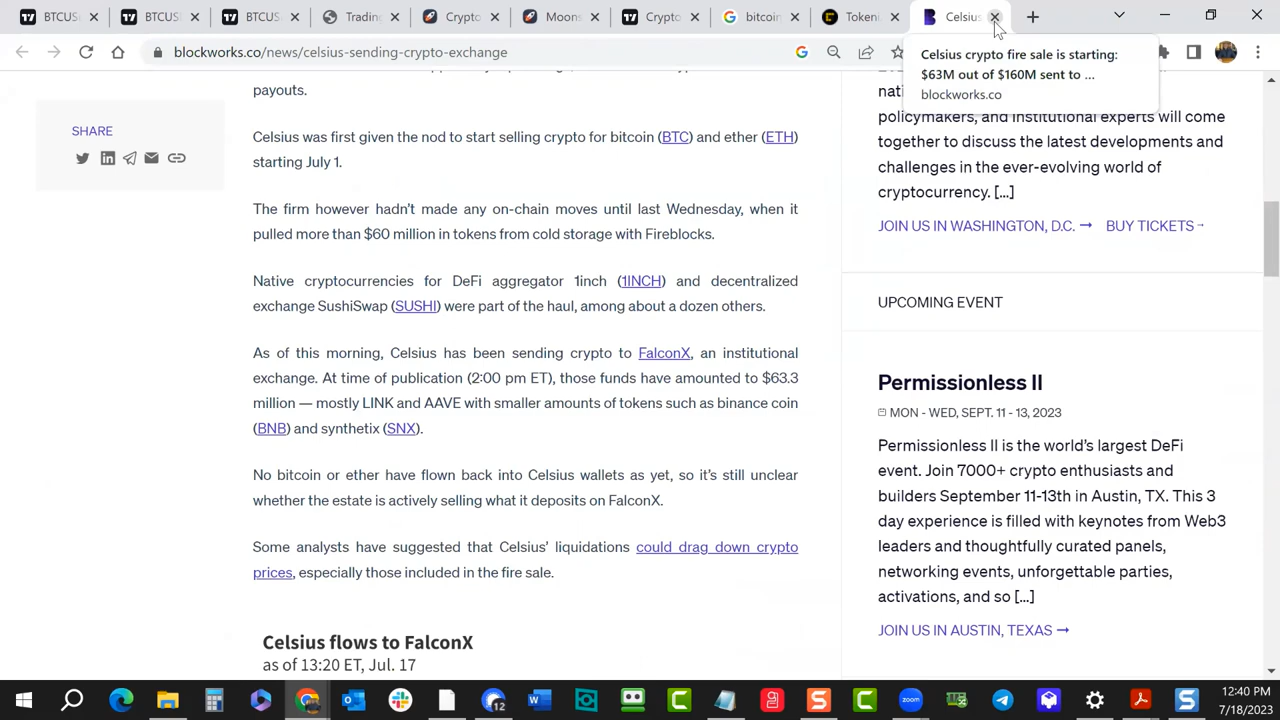 BTCUS
BTCUS
BTCUS
Trading
Crypto
Moons
Crypto
bitcoin
Token
Celsius
blockworks.co/news/celsius-sending-crypto-exchange
Celsius crypto fire sale is starting:
$63M out of $160M sent to ...
blockworks.co
payouts.
SHARE
Celsius was first given the nod to start selling crypto for bitcoin (BTC) and ether (ETH)
starting July 1.
The firm however hadn't made any on-chain moves until last Wednesday, when it
pulled more than $60 million in tokens from cold storage with Fireblocks.
Native cryptocurrencies for DeFi aggregator 1inch (1INCH) and decentralized
exchange SushiSwap (SUSHI) were part of the haul, among about a dozen others.
As of this morning, Celsius has been sending crypto to FalconX, an institutional
exchange. At time of publication (2:00 pm ET), those funds have amounted to $63.3
million — mostly LINK and AAVE with smaller amounts of tokens such as binance coin
(BNB) and synthetix (SNX).
No bitcoin or ether have flown back into Celsius wallets as yet, so it's still unclear
whether the estate is actively selling what it deposits on FalconX.
Some analysts have suggested that Celsius' liquidations could drag down crypto
prices, especially those included in the fire sale.
Celsius flows to FalconX
as of 13:20 ET, Jul. 17
policymakers, and institutional experts will come
together to discuss the latest developments and
challenges in the ever-evolving world of
cryptocurrency. [...]
JOIN US IN WASHINGTON, D.C. → BUY TICKETS →
UPCOMING EVENT
Permissionless II
MON - WED, SEPT. 11 - 13, 2023
Permissionless II is the world's largest DeFi
event. Join 7000+ crypto enthusiasts and
builders September 11-13th in Austin, TX. This 3
day experience is filled with keynotes from Web3
leaders and thoughtfully curated panels,
networking events, unforgettable parties,
activations, and so [...]
JOIN US IN AUSTIN, TEXAS →
12
12:40 PM
7/18/2023